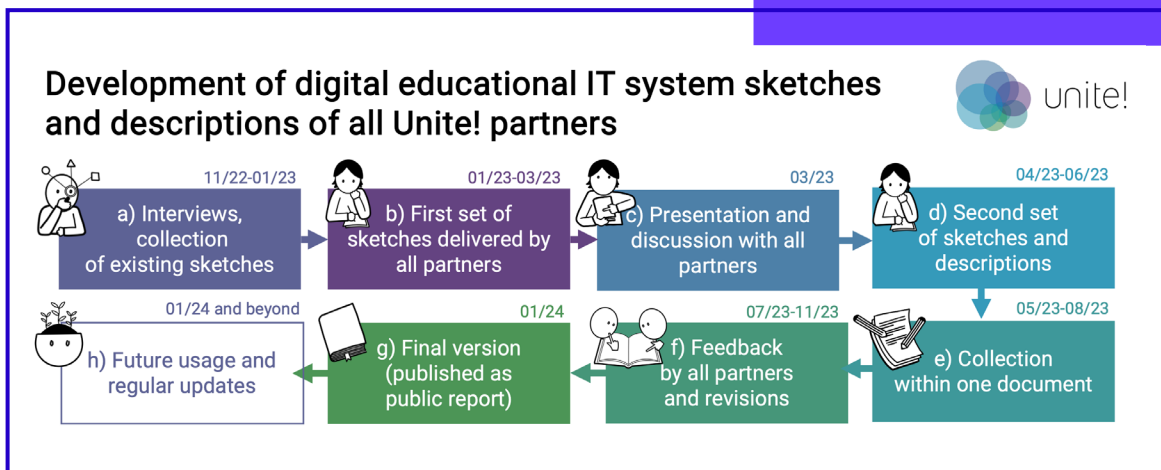 Development of digital educational IT system sketches
and descriptions of all Unite! partners
unite!
11/22-01/23
a) Interviews,
collection
of existing sketches
01/23-03/23
b) First set of
sketches delivered by
all partners
03/23
c) Presentation and
discussion with all
partners
04/23-06/23
d) Second set
of sketches and
descriptions
05/23-08/23
e) Collection
within one document
07/23-11/23
f) Feedback
by all partners
and revisions
01/24
g) Final version
(published as
public report)
01/24 and beyond
h) Future usage and
regular updates